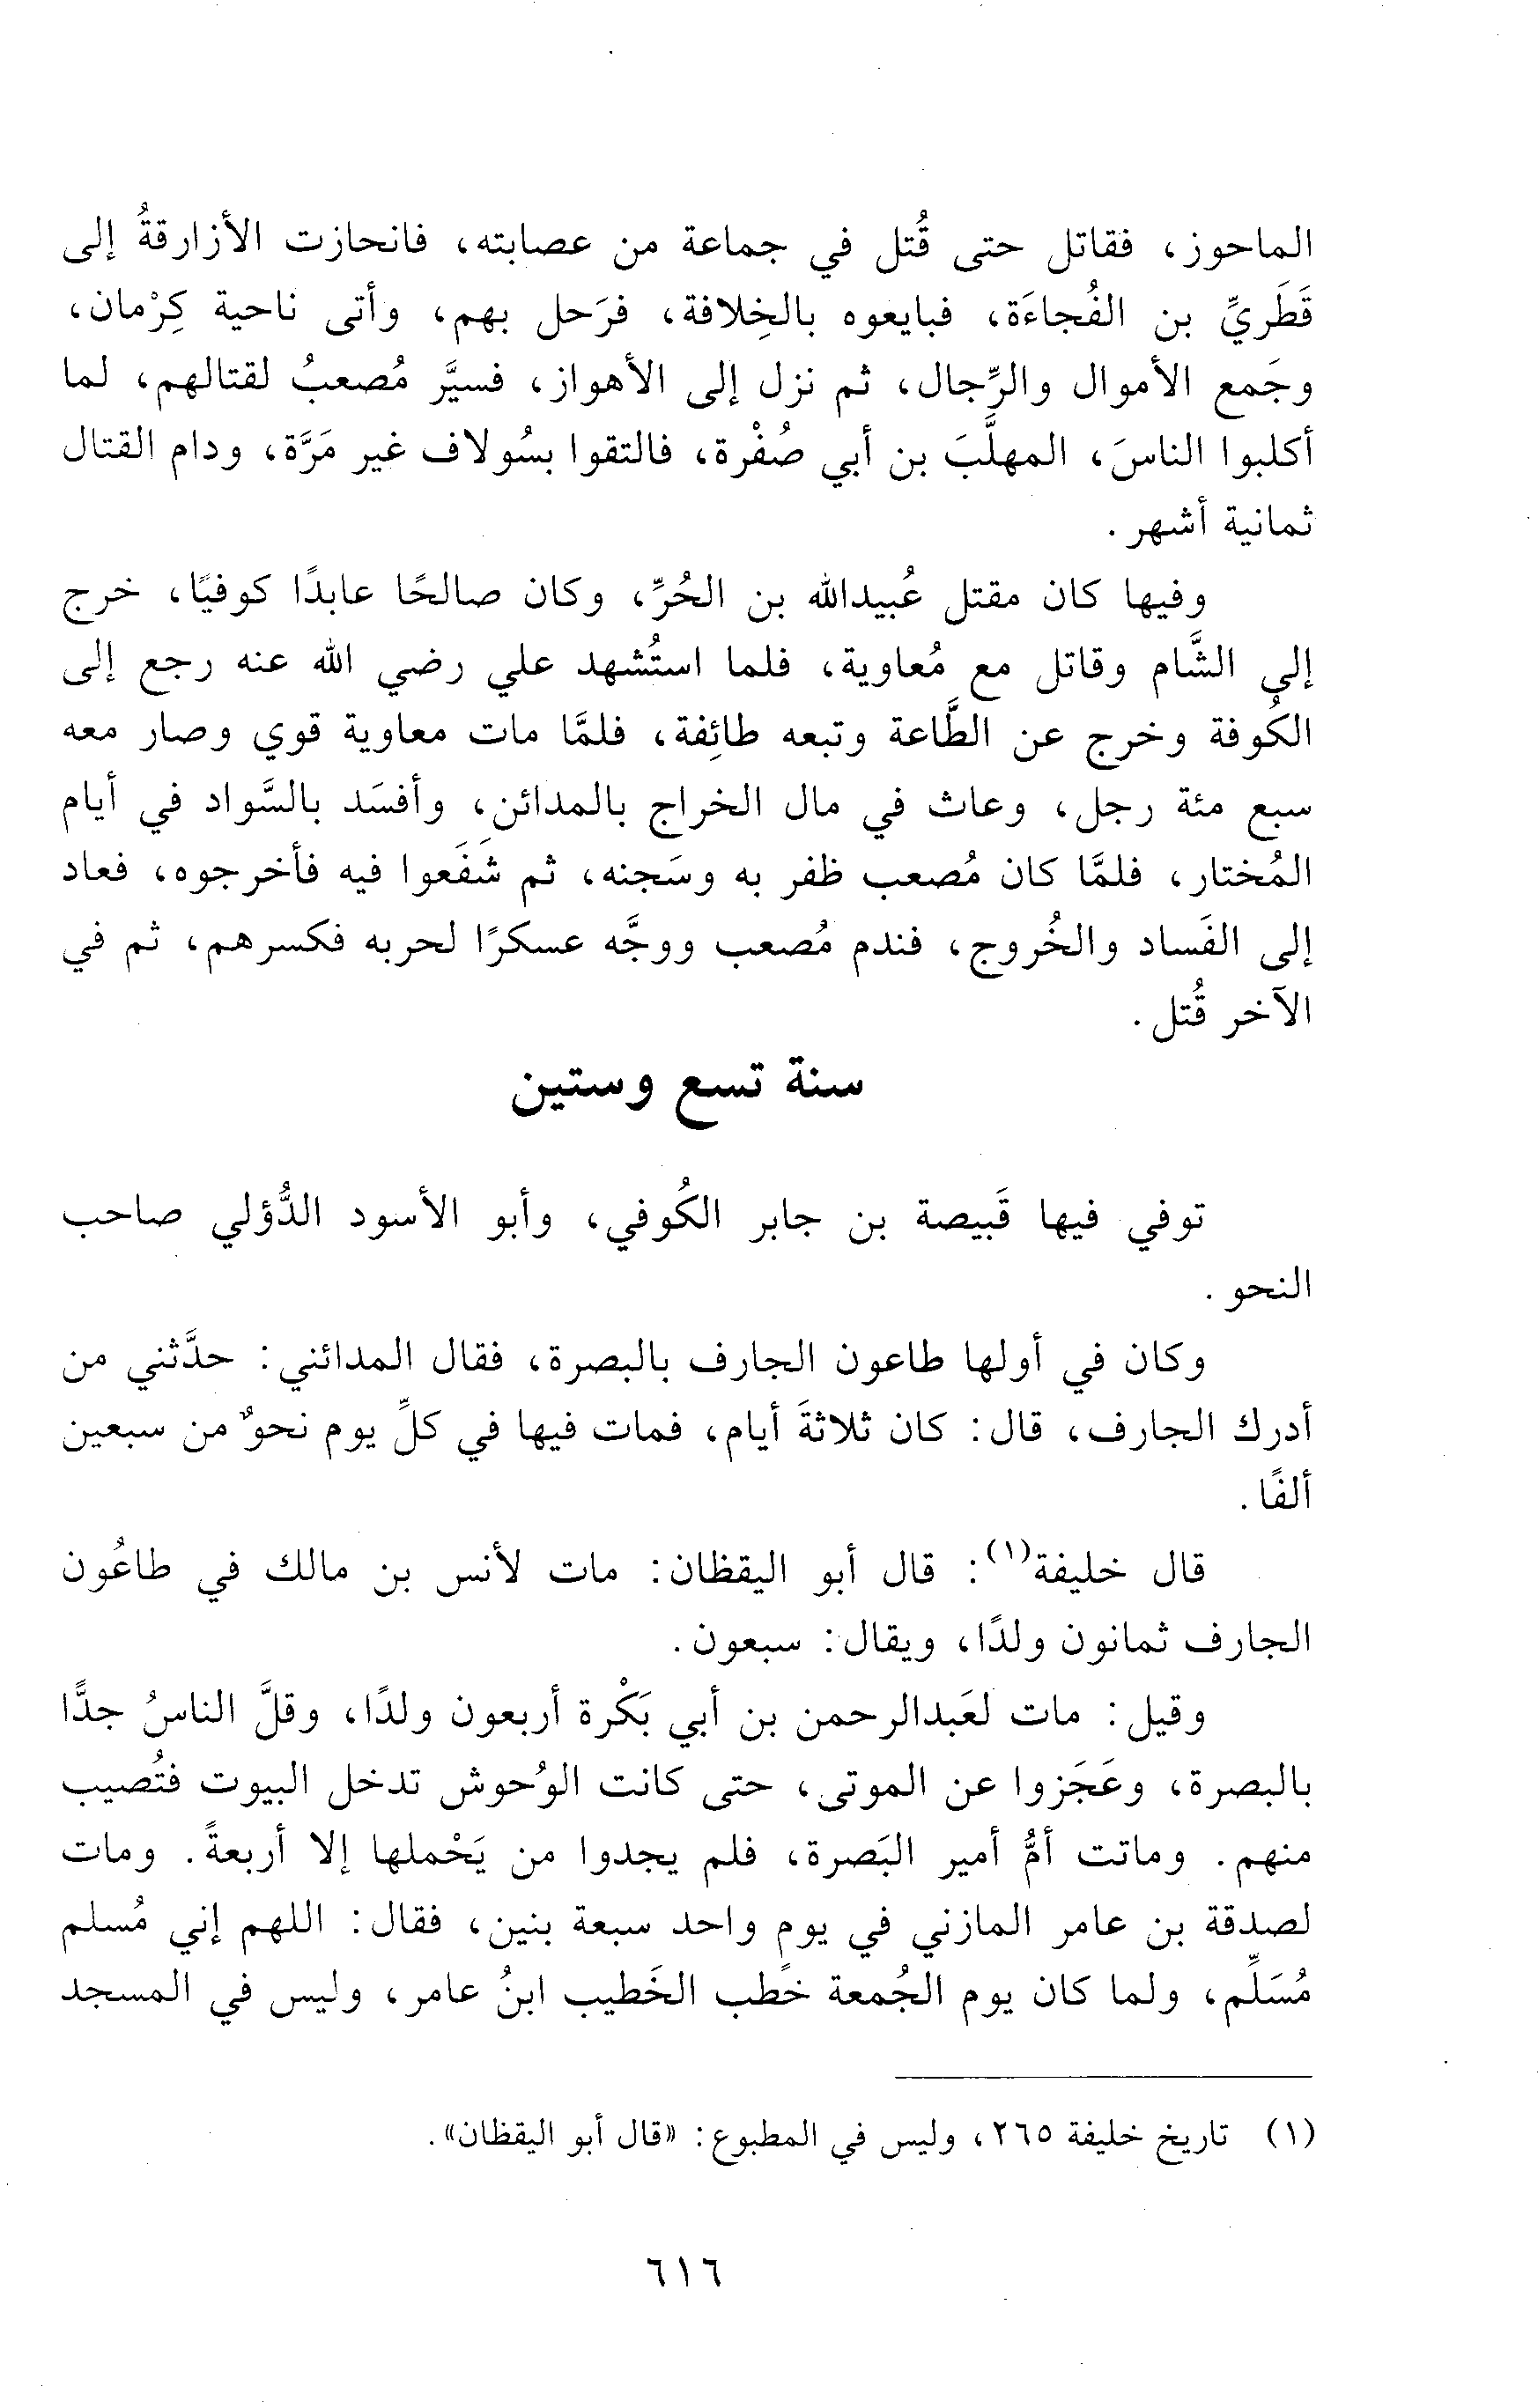 الماحوز، فقاتل حتى قُتل في جماعة من عصابته، فانحازت الأزارقةُ إلى
قَطَريِّ بن الفُجاءَة، فبايعوه بالخِلافة، فرَحل بهم، وأتى ناحية كِرْمان،
وجَمع الأموال والرِّجال، ثم نزل إلى الأهواز، فسيَّر مُصعبُ لقتالهم، لما
أكلبوا الناسَ، المهلَّبَ بن أبي صُفْرة، فالتقوا بسُولاف غير مَرَّة، ودام القتال
ثمانية أشهر.
وفيها كان مقتل عُبيدالله بن الحُرِّ، وكان صالحًا عابدًا كوفيًا، خرج
إلى الشَّام وقاتل مع مُعاوية، فلما استُشهد علي رضي الله عنه رجع إلى
الكُوفة وخرج عن الطَّاعة وتبعه طائِفة، فلمَّا مات معاوية قوي وصار معه
سبع مئة رجل، وعاث في مال الخراج بالمدائن، وأفسَد بالسَّواد في أيام
المُختار، فلمَّا كان مُصعب ظفر به وسَجنه، ثم شَفَعوا فيه فأخرجوه، فعاد
إلى الفَساد والخُروج، فندم مُصعب ووجَّه عسكرًا لحربه فكسرهم، ثم في
الآخر قُتل.
سنة تسع وستين
توفي فيها قَبيصة بن جابر الكُوفي، وأبو الأسود الدُّؤلي صاحب
النحو.
وكان في أولها طاعون الجارف بالبصرة، فقال المدائني: حدَّثني من
أدرك الجارف، قال: كان ثلاثةَ أيام، فمات فيها في كلِّ يوم نحوٌ من سبعين
ألفًا.
قال خليفة(١): قال أبو اليقظان: مات لأنس بن مالك في طاعُون
الجارف ثمانون ولدًا، ويقال: سبعون.
وقيل: مات لعَبدالرحمن بن أبي بَكْرة أربعون ولدًا، وقلَّ الناسُ جدًّا
بالبصرة، وعَجَزوا عن الموتى، حتى كانت الوُحوش تدخل البيوت فتُصيب
منهم. وماتت أمُّ أمير البَصرة، فلم يجدوا من يَحْملها إلا أربعةً. ومات
لصدقة بن عامر المازني في يوم واحد سبعة بنين، فقال: اللهم إني مُسلم
مُسَلِّم، ولما كان يوم الجُمعة خَطب الخَطيب ابنُ عامر، وليس في المسجد
(١) تاريخ خليفة ٢٦٥، وليس في المطبوع: «قال أبو اليقظان».
٦١٦